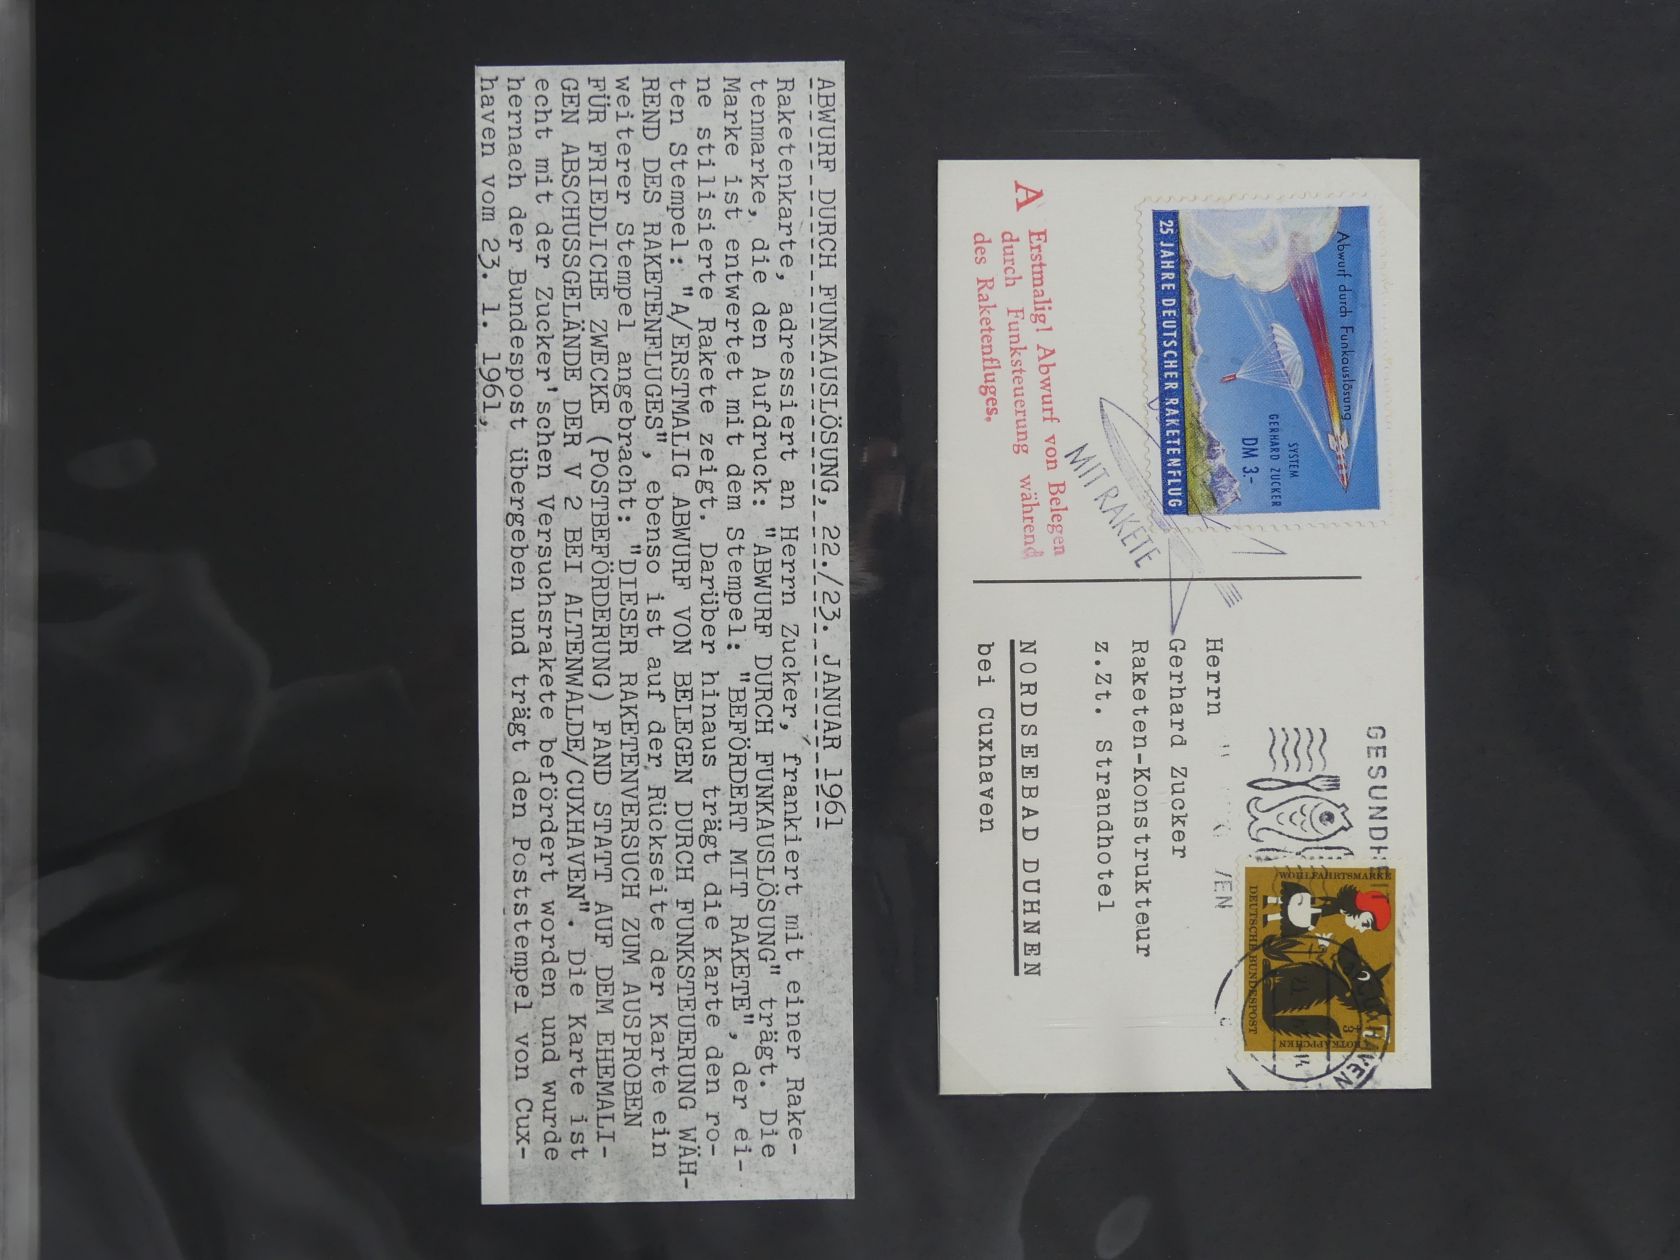 ABWURF DURCH FUNKAUSLÖSUNG, 22./23. JANUAR 1961
Raketenkarte, adressiert an Herrn Zucker, frankiert mit einer Rake-
tenmarke, die den Aufdruck: "ABWURF DURCH FUNKAUSLÖSUNG" trägt. Die
Marke ist entwertet mit dem Stempel: "BEFÖRDERT MIT RAKETE", der ei-
ne stilisierte Rakete zeigt. Darüber hinaus trägt die Karte den ro-
ten Stempel: "A/ERSTMALIG ABWURF VON BELEGEN DURCH FUNKSTEUERUNG WÄH-
REND DES RAKETENFLUGES", ebenso ist auf der Rückseite der Karte ein
weiterer Stempel angebracht: "DIESER RAKETENVERSUCH ZUM AUSPROBEN
FÜR FRIEDLICHE ZWECKE (POSTBEFÖRDERUNG) FAND STATT AUF DEM EHEMALI-
GEN ABSCHUSSGELÄNDE DER V 2 BEI ALTENWALDE/CUXHAVEN". Die Karte ist
echt mit der Zucker'schen Versuchsrakete befördert worden und wurde
hernach der Bundespost übergeben und trägt den Poststempel von Cux-
haven vom 23. 1. 1961.
Abwurf durch Funkauslösung
SYSTEM
GERHARD ZUCKER
DM 3.-
25 JAHRE DEUTSCHER RAKETENFLUG
MIT RAKETE
A Erstmalig! Abwurf von Belegen
durch Funksteuerung während
des Raketenfluges.
GESUNDH
WOHLFAHRTSMARKE
ROTKÄPPCHEN
DEUTSCHE BUNDESPOST
CUXHAVEN
Herrn
Gerhard Zucker
Raketen-Konstrukteur
z.Zt. Strandhotel
NORDSEEBAD DUHNEN
bei Cuxhaven